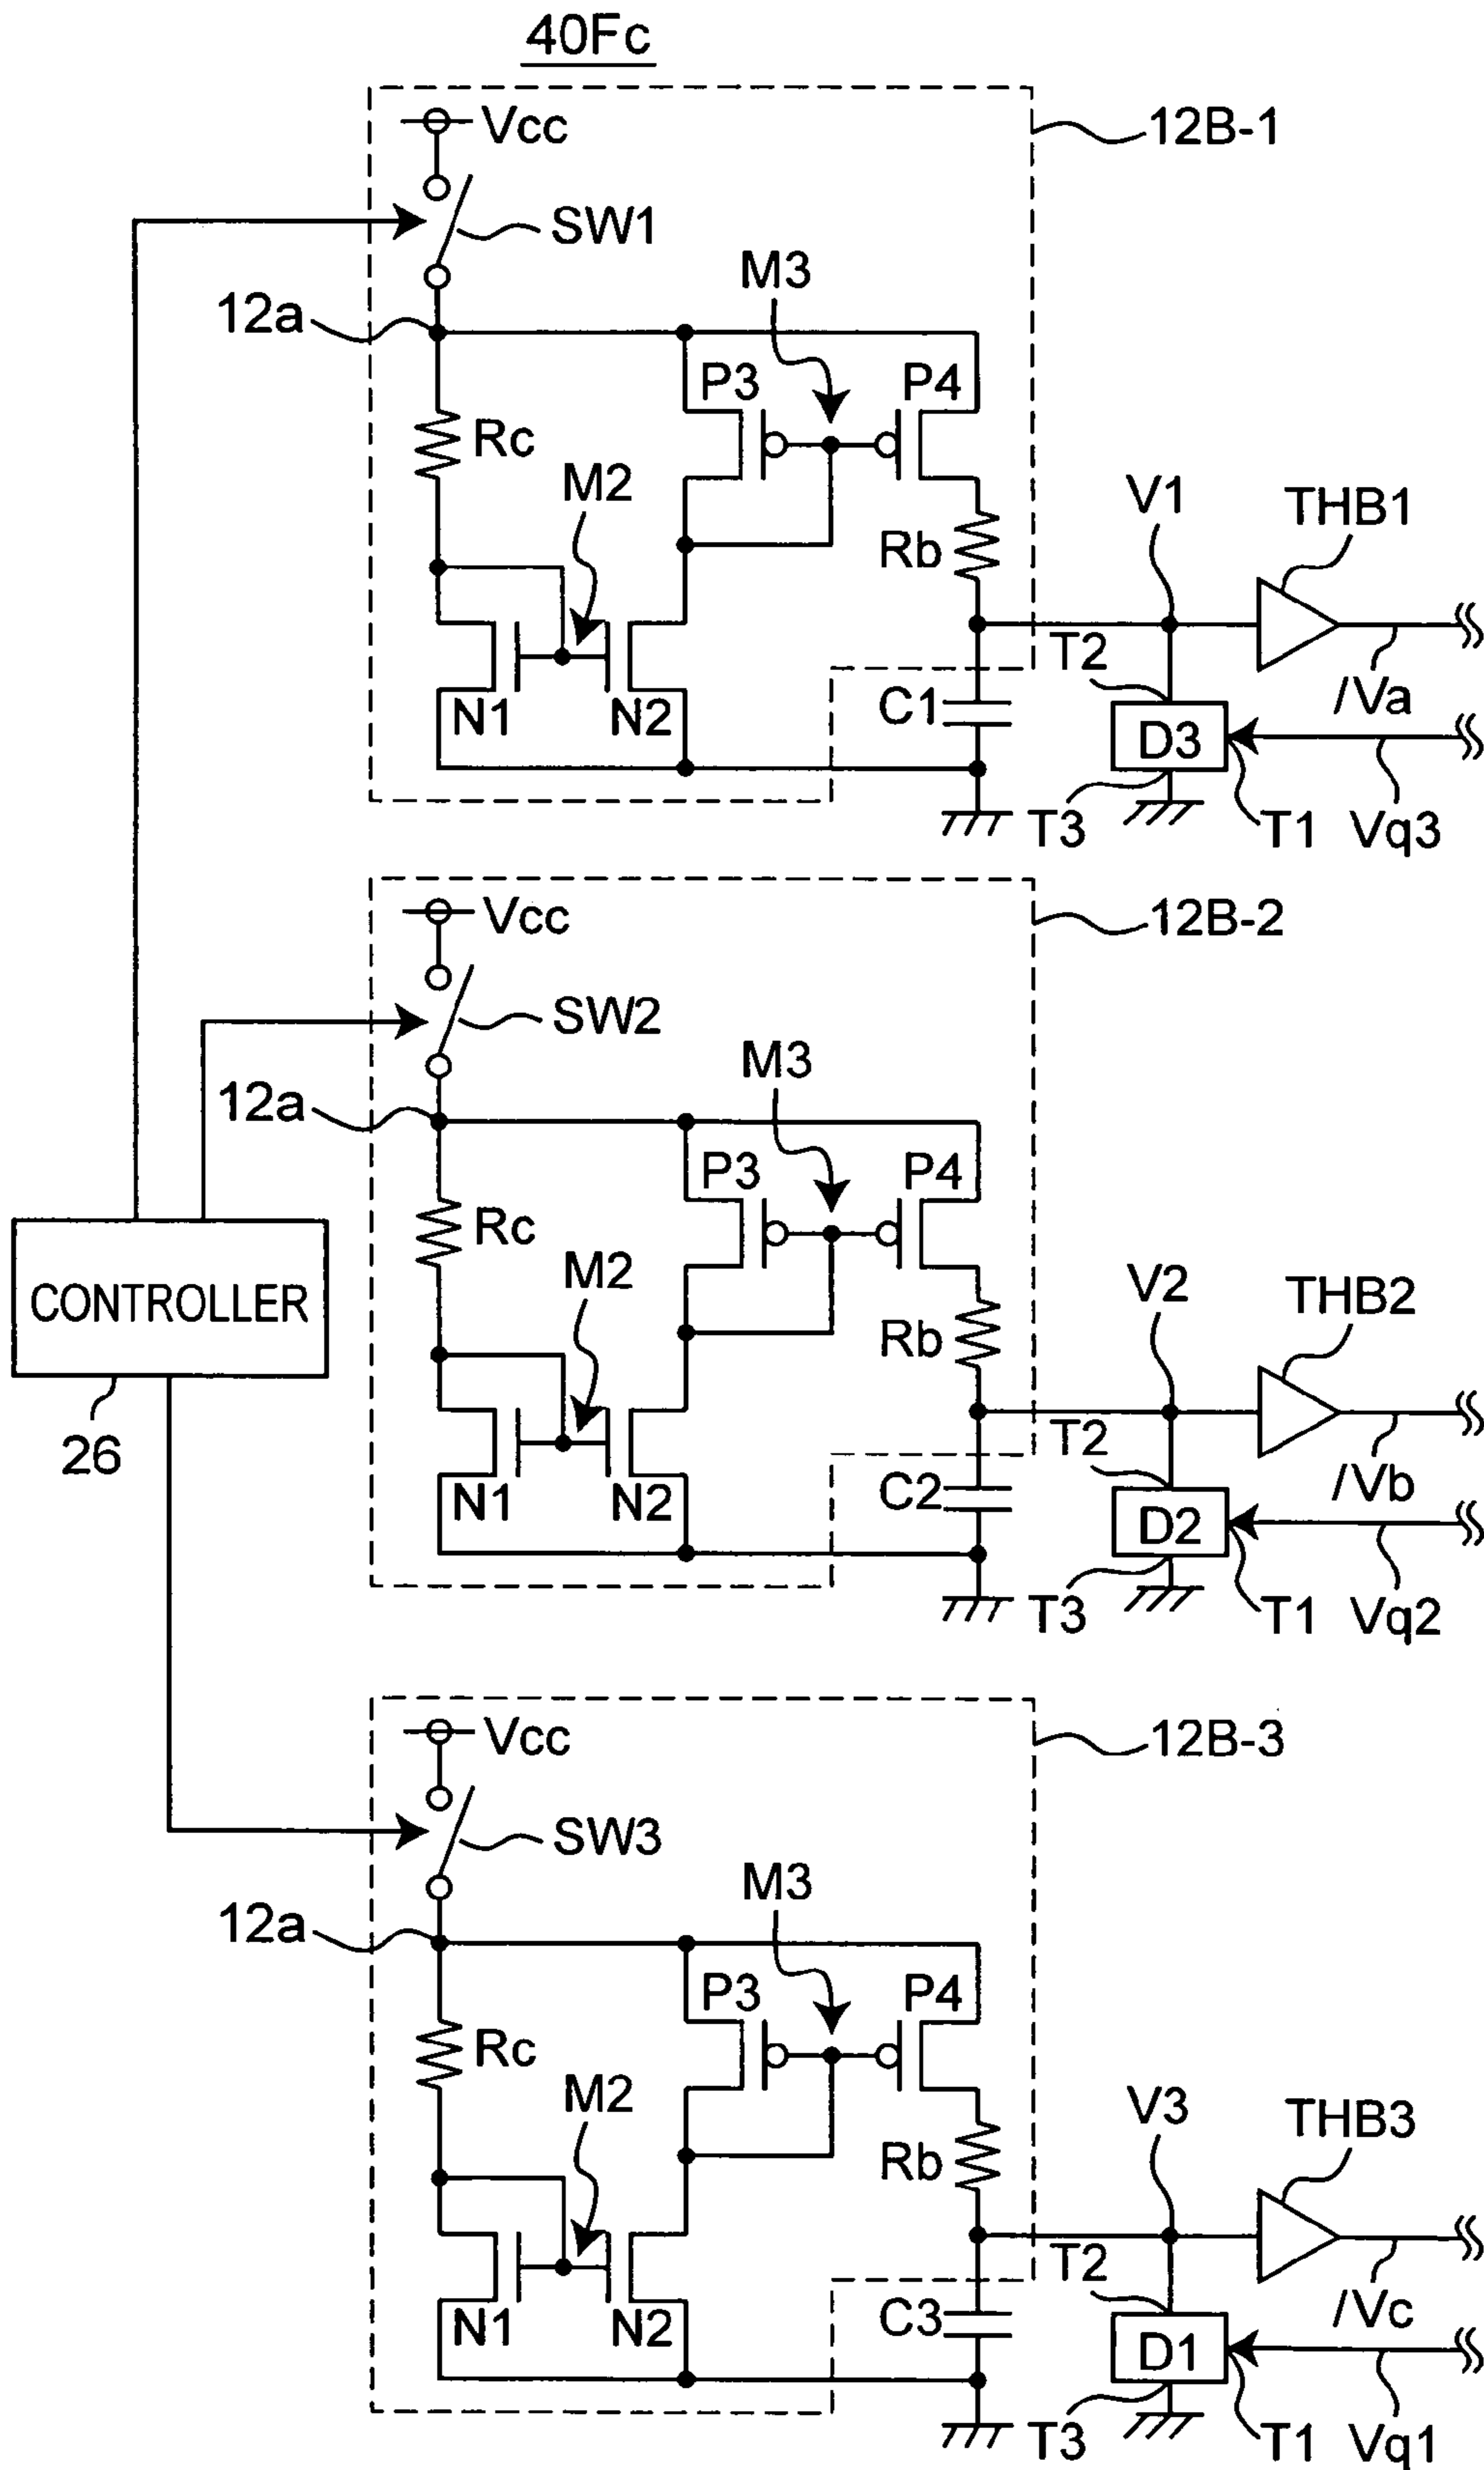 40Fc
Vcc
12B-1
SW1
M3
12a
P3
P4
Rc
M2
V1
THB1
Rb
T2
N1
N2
C1
/Va
D3
T3
T1
Vq3
Vcc
12B-2
SW2
M3
12a
P3
P4
Rc
CONTROLLER
M2
V2
THB2
Rb
26
T2
N1
N2
C2
/Vb
D2
T3
T1
Vq2
Vcc
12B-3
SW3
M3
12a
P3
P4
Rc
M2
V3
THB3
Rb
T2
N1
N2
C3
/Vc
D1
T3
T1
Vq1